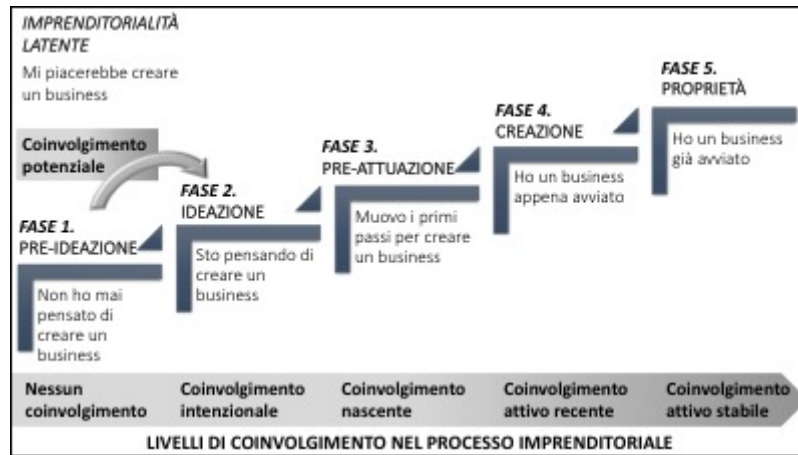 IMPRENDITORIALITÀ
LATENTE
Mi piacerebbe creare
un business
Coinvolgimento
potenziale
FASE 1.
PRE-IDEAZIONE
Non ho mai
pensato di
creare un
business
FASE 2.
IDEAZIONE
Sto pensando di
creare un
business
FASE 3.
PRE-ATTUAZIONE
Muovo i primi
passi per creare
un business
FASE 4.
CREAZIONE
Ho un business
appena avviato
FASE 5.
PROPRIETÀ
Ho un business
già avviato
Nessun
coinvolgimento
Coinvolgimento
intenzionale
Coinvolgimento
nascente
Coinvolgimento
attivo recente
Coinvolgimento
attivo stabile
LIVELLI DI COINVOLGIMENTO NEL PROCESSO IMPRENDITORIALE